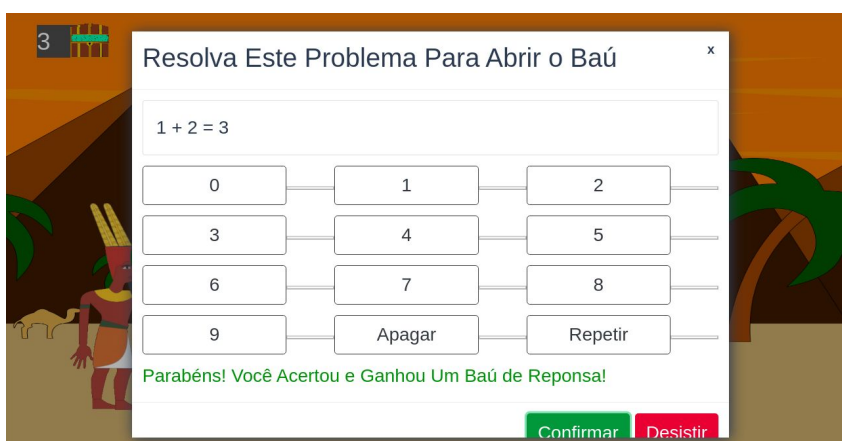 3
Resolva Este Problema Para Abrir o Baú
x
1 + 2 = 3
0 1 2
3 4 5
6 7 8
9 Apagar Repetir
Parabéns! Você Acertou e Ganhou Um Baú de Reponsa!
Confirmar Desistir